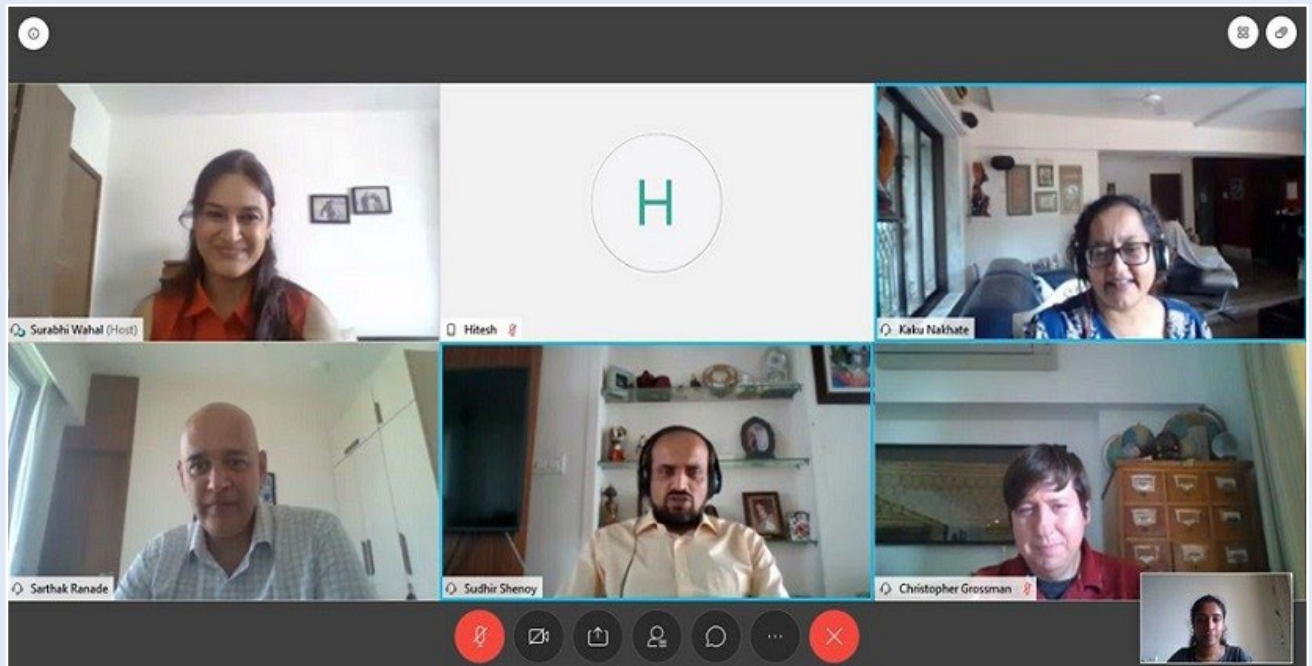 Surabhi Wahal (Host)
H
Hitesh
Kaku Nakhate
Sarthak Ranade
Sudhir Shenoy
Christopher Grossman